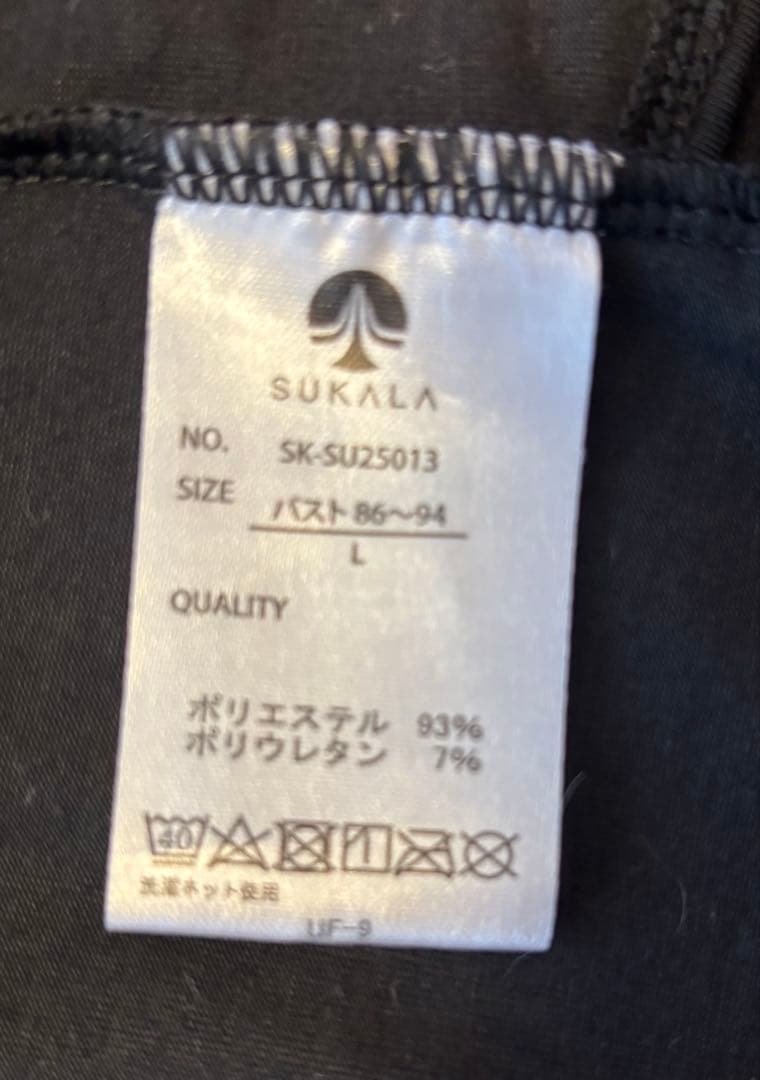 SUKALA
NO. SK-SU25013
SIZE バスト86～94
L
QUALITY
ポリエステル 93%
ポリウレタン 7%
40
洗濯ネット使用
UF-9